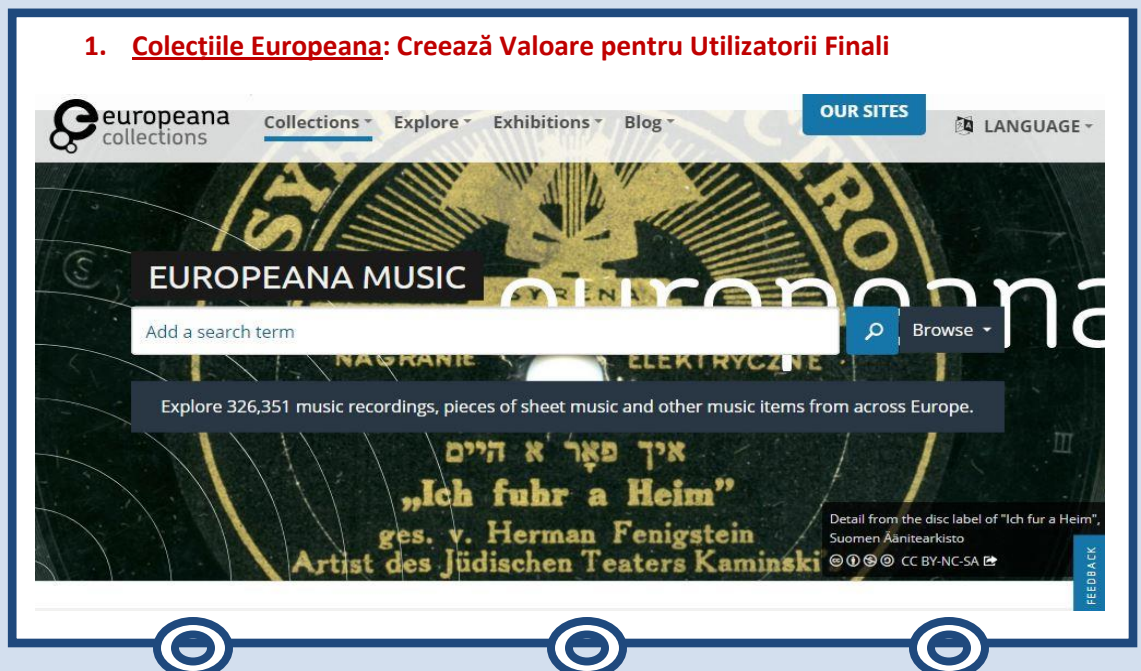 1. Colecțiile Europeana: Creează Valoare pentru Utilizatorii Finali
europeana
collections
Collections Explore Exhibitions Blog
OUR SITES
LANGUAGE
EUROPEANA MUSIC
SYRENA
europeana
Add a search term
Browse
NAGRANIE ELEKTRYCZNE
Explore 326,351 music recordings, pieces of sheet music and other music items from across Europe.
איך פאָר א היים
„Ich fuhr a Heim”
ges. v. Herman Fenigstein
Artist des Jüdischen Teaters Kaminski
Detail from the disc label of "Ich fur a Heim",
Suomen Äänitearkisto
CC BY-NC-SA
FEEDBACK